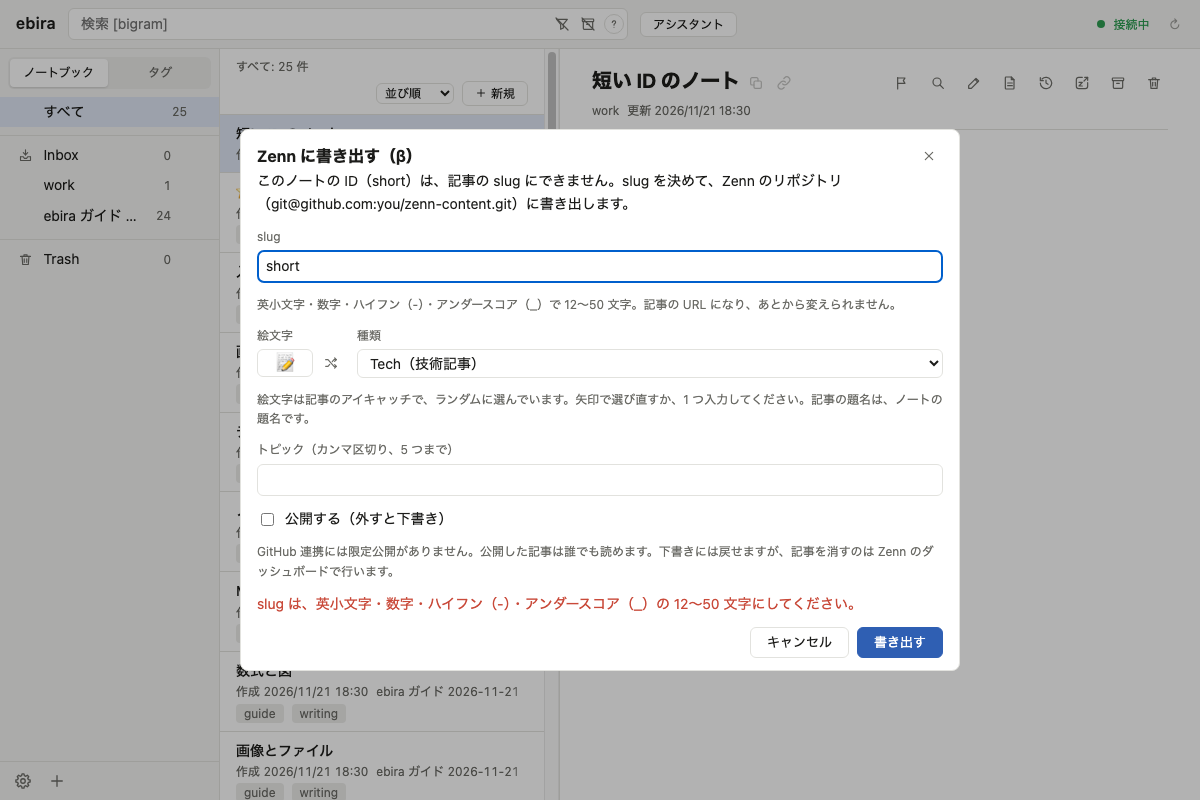 ebira
検索 [bigram]
?
アシスタント
接続中
ノートブック
タグ
すべて
25
Inbox
0
work
1
ebira ガイド ...
24
Trash
0
すべて: 25 件
並び順
+ 新規
短い ID のノート
work 更新 2026/11/21 18:30
Zenn に書き出す（β）
このノートの ID（short）は、記事の slug にできません。slug を決めて、Zenn のリポジトリ
（git@github.com:you/zenn-content.git）に書き出します。
slug
short
英小文字・数字・ハイフン（-）・アンダースコア（_）で 12〜50 文字。記事の URL になり、あとから変えられません。
絵文字
種類
Tech（技術記事）
絵文字は記事のアイキャッチで、ランダムに選んでいます。矢印で選び直すか、1 つ入力してください。記事の題名は、ノートの
題名です。
トピック（カンマ区切り、5 つまで）
公開する（外すと下書き）
GitHub 連携には限定公開がありません。公開した記事は誰でも読めます。下書きには戻せますが、記事を消すのは Zenn のダ
ッシュボードで行います。
slug は、英小文字・数字・ハイフン（-）・アンダースコア（_）の 12〜50 文字にしてください。
キャンセル
書き出す
数式と図
作成 2026/11/21 18:30 ebira ガイド 2026-11-21
guide
writing
画像とファイル
作成 2026/11/21 18:30 ebira ガイド 2026-11-21
guide
writing